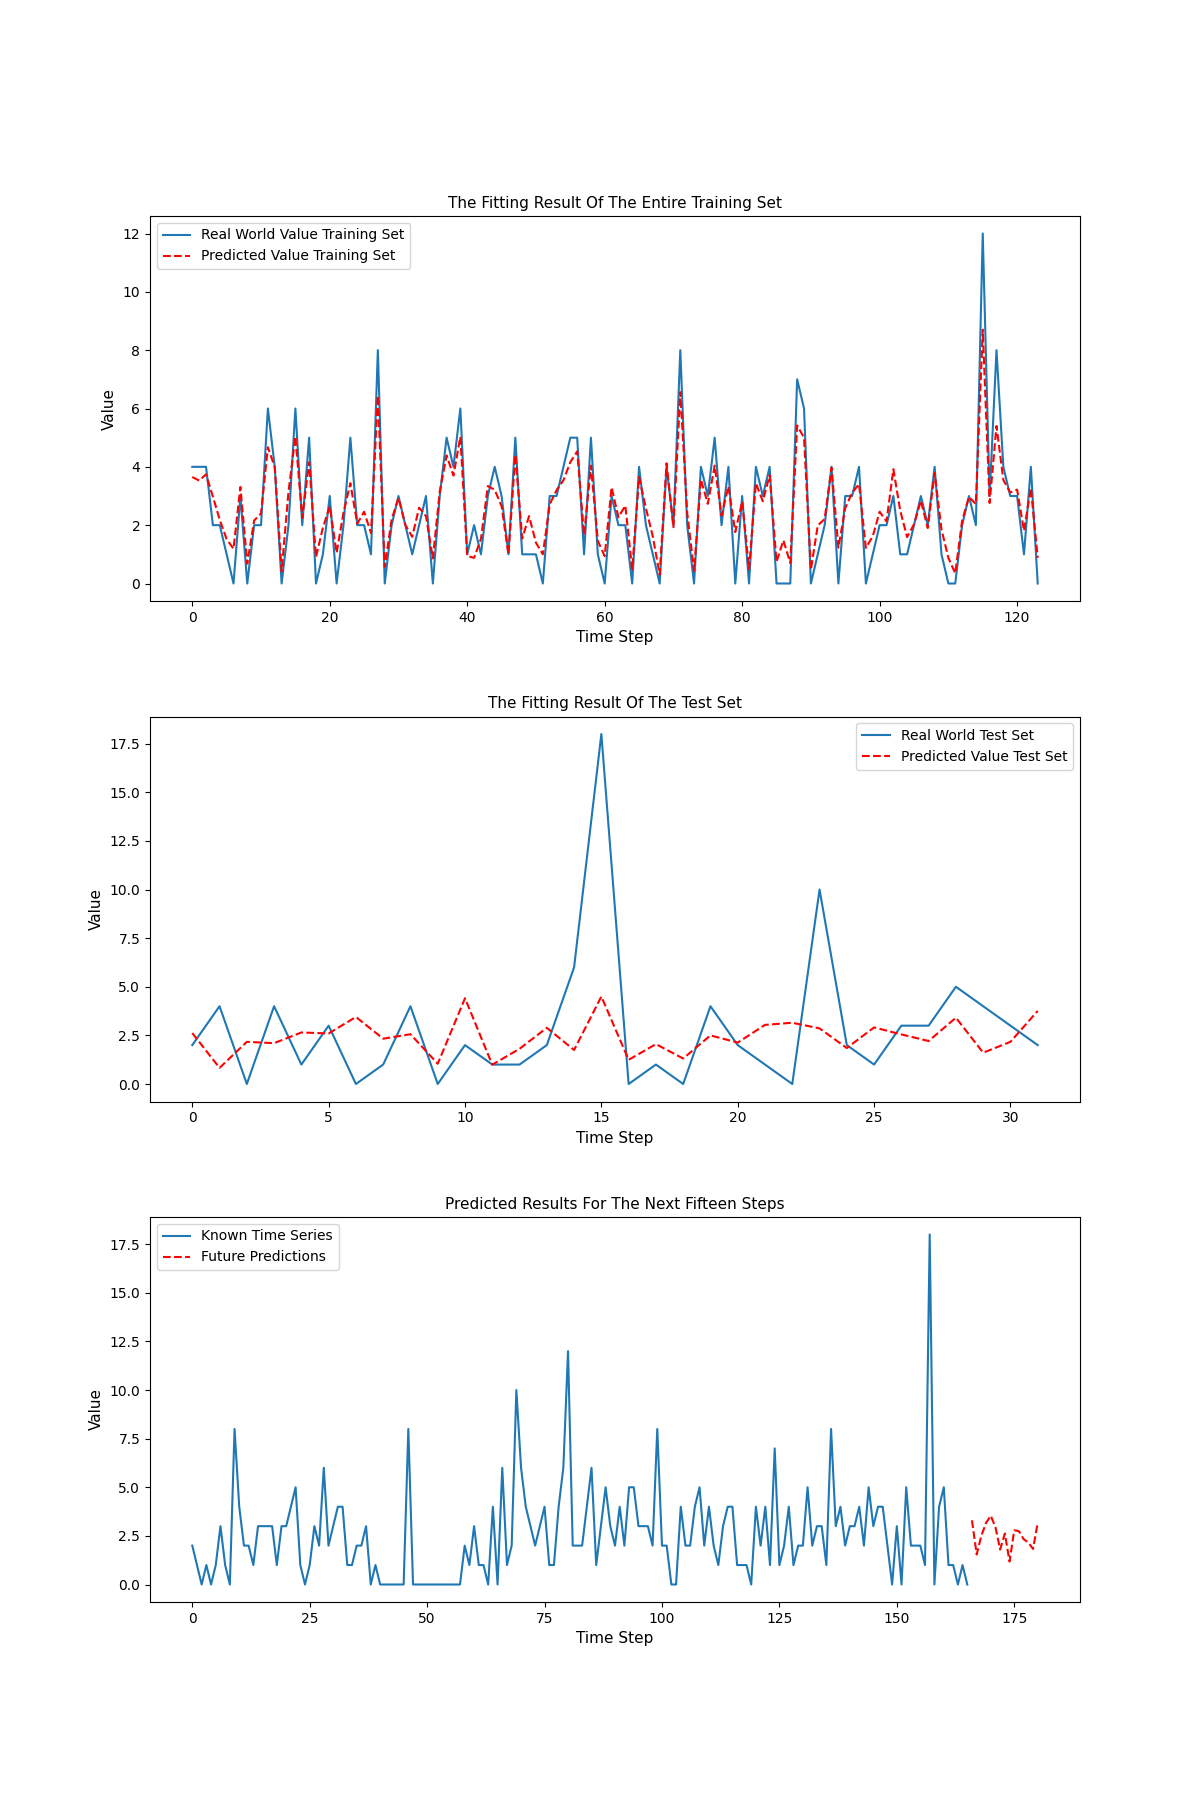 The Fitting Result Of The Entire Training Set
Real World Value Training Set
Predicted Value Training Set
Value
12
10
8
6
4
2
0
0 20 40 60 80 100 120
Time Step
The Fitting Result Of The Test Set
Real World Test Set
Predicted Value Test Set
Value
17.5
15.0
12.5
10.0
7.5
5.0
2.5
0.0
0 5 10 15 20 25 30
Time Step
Predicted Results For The Next Fifteen Steps
Known Time Series
Future Predictions
Value
17.5
15.0
12.5
10.0
7.5
5.0
2.5
0.0
0 25 50 75 100 125 150 175
Time Step